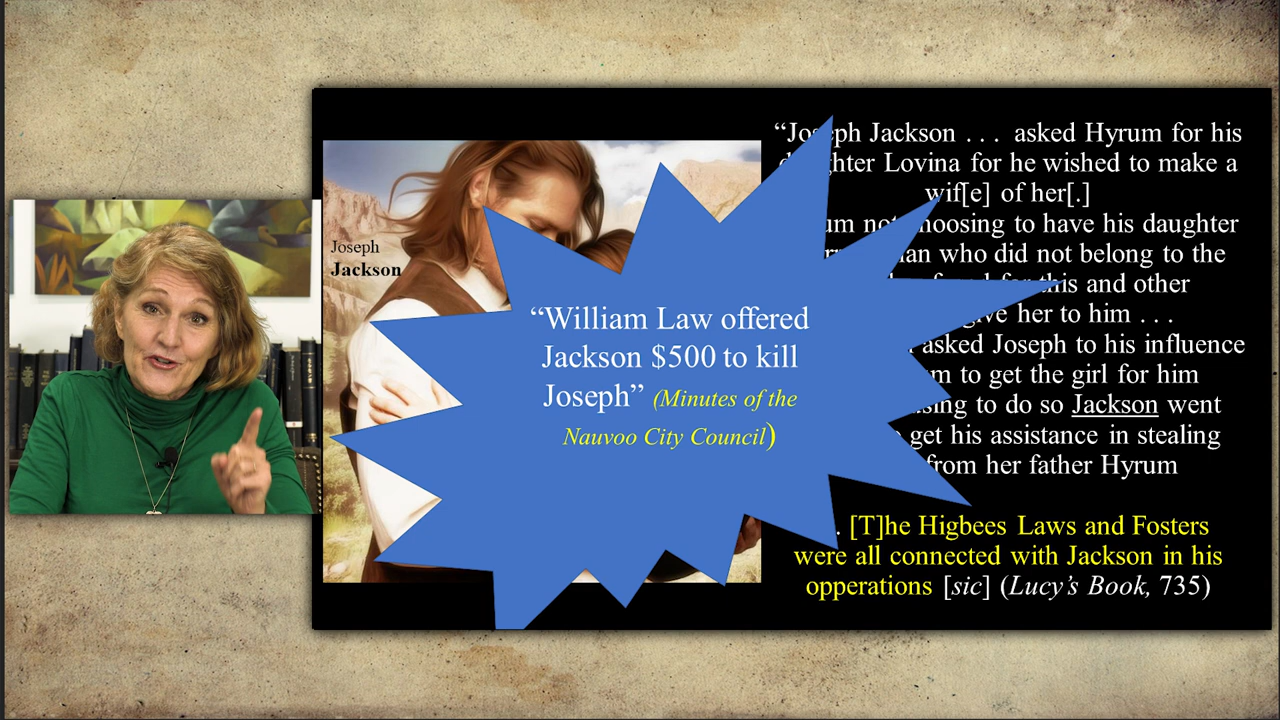 Joseph
Jackson
“William Law offered
Jackson $500 to kill
Joseph” (Minutes of the
Nauvoo City Council)
“Joseph Jackson . . . asked Hyrum for his
daughter Lovina for he wished to make a
wif[e] of her[.]
not choosing to have his daughter
who did not belong to the
for this and other
give her to him . . .
asked Joseph to his influence
to get the girl for him
to do so Jackson went
get his assistance in stealing
from her father Hyrum
. [T]he Higbees Laws and Fosters
were all connected with Jackson in his
opperations [sic] (Lucy’s Book, 735)